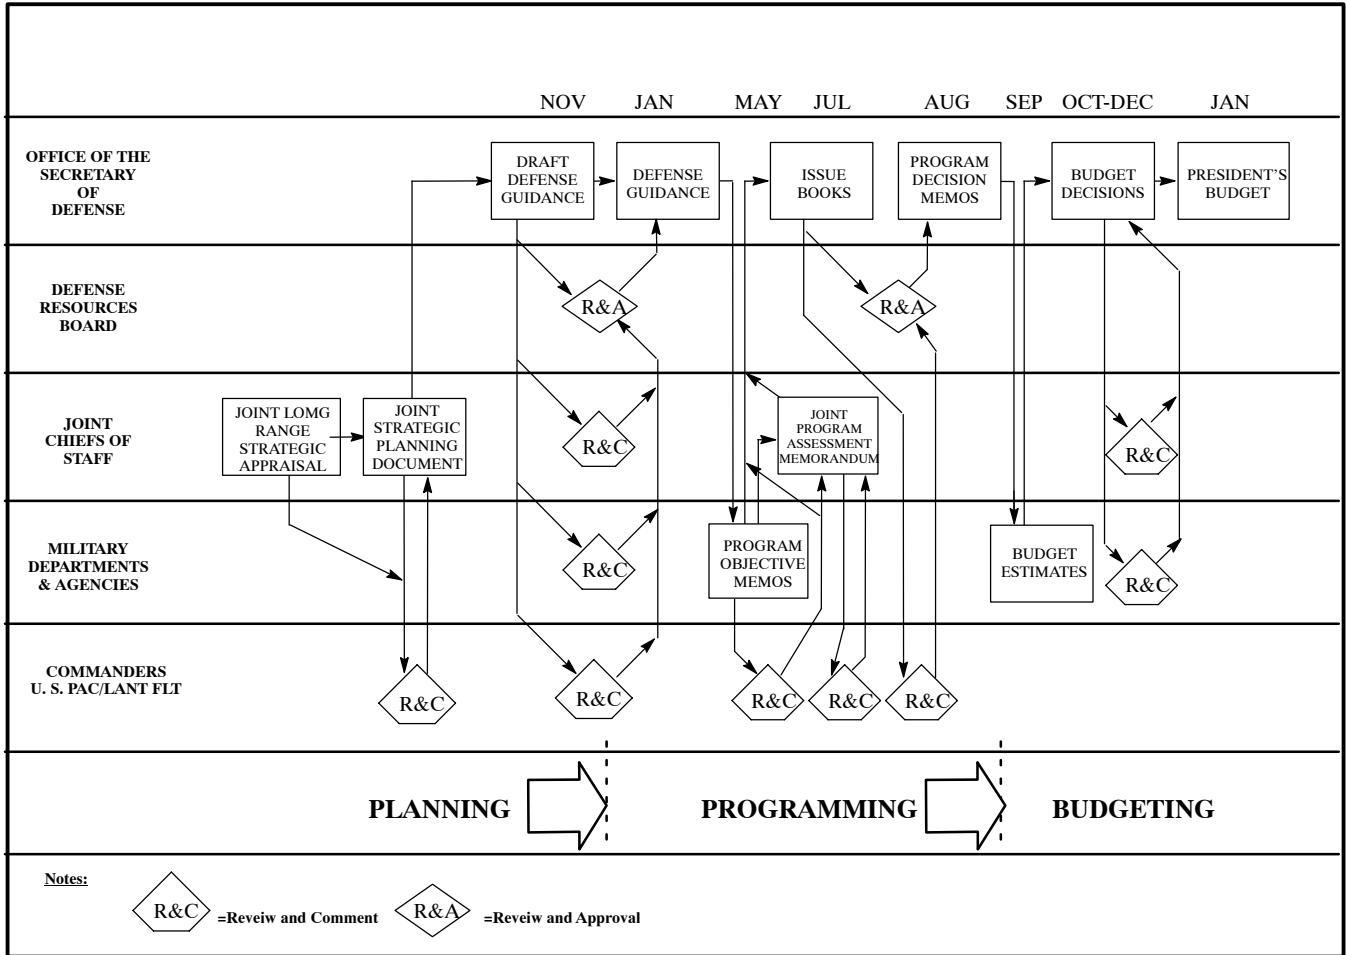 NOV JAN MAY JUL AUG SEP OCT-DEC JAN
OFFICE OF THE
SECRETARY
OF
DEFENSE
DRAFT
DEFENSE
GUIDANCE
DEFENSE
GUIDANCE
ISSUE
BOOKS
PROGRAM
DECISION
MEMOS
BUDGET
DECISIONS
PRESIDENT'S
BUDGET
DEFENSE
RESOURCES
BOARD
R&A
R&A
JOINT
CHIEFS OF
STAFF
JOINT LOMG
RANGE
STRATEGIC
APPRAISAL
JOINT
STRATEGIC
PLANNING
DOCUMENT
R&C
JOINT
PROGRAM
ASSESSMENT
MEMORANDUM
R&C
MILITARY
DEPARTMENTS
& AGENCIES
R&C
PROGRAM
OBJECTIVE
MEMOS
BUDGET
ESTIMATES
R&C
COMMANDERS
U. S. PAC/LANT FLT
R&C
R&C
R&C
R&C
R&C
PLANNING
PROGRAMMING
BUDGETING
Notes:
R&C
=Reveiw and Comment
R&A
=Reveiw and Approval